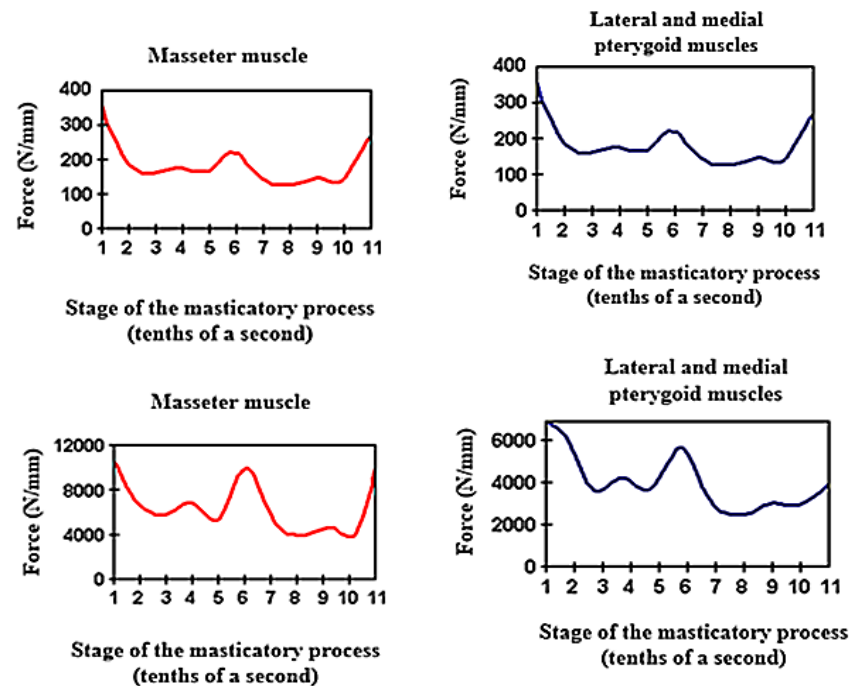 Masseter muscle
Force (N/mm)
400
300
200
100
0
1 2 3 4 5 6 7 8 9 10 11
Stage of the masticatory process
(tenths of a second)
Lateral and medial
pterygoid muscles
Force (N/mm)
400
300
200
100
0
1 2 3 4 5 6 7 8 9 10 11
Stage of the masticatory process
(tenths of a second)
Masseter muscle
Force (N/mm)
12000
8000
4000
0
1 2 3 4 5 6 7 8 9 10 11
Stage of the masticatory process
(tenths of a second)
Lateral and medial
pterygoid muscles
Force (N/mm)
6000
4000
2000
0
1 2 3 4 5 6 7 8 9 10 11
Stage of the masticatory process
(tenths of a second)